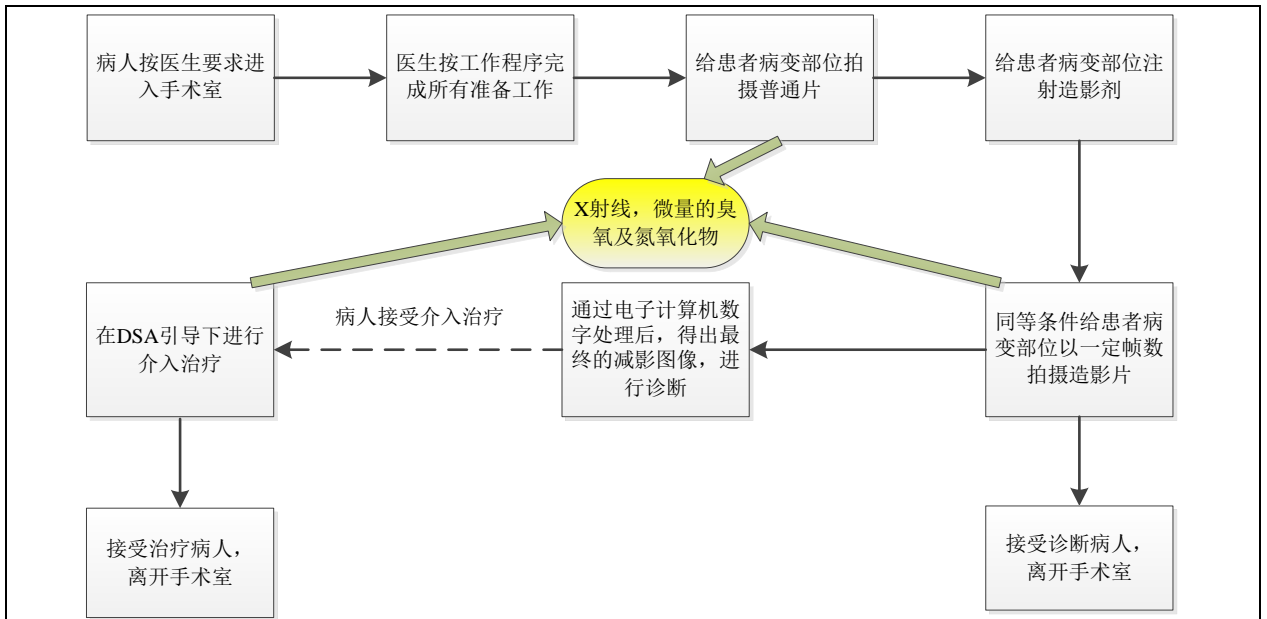 病人按医生要求进
入手术室
医生按工作程序完
成所有准备工作
给患者病变部位拍
摄普通片
给患者病变部位注
射造影剂
X射线，微量的臭
氧及氮氧化物
在DSA引导下进行
介入治疗
病人接受介入治疗
通过电子计算机数
字处理后，得出最
终的减影图像，进
行诊断
同等条件给患者病
变部位以一定帧数
拍摄造影片
接受治疗病人，
离开手术室
接受诊断病人，
离开手术室